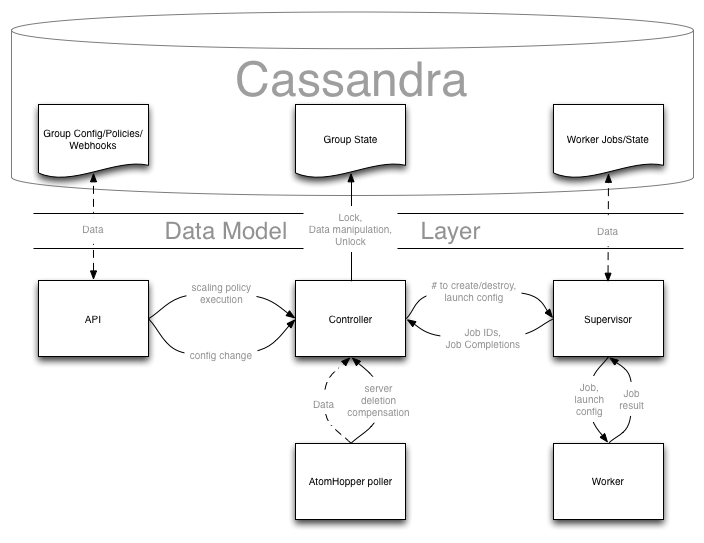 Cassandra
Group Config/Policies/
Webhooks
Group State
Worker Jobs/State
Data
Data Model
Lock,
Data manipulation,
Unlock
Layer
Data
API
scaling policy
execution
config change
Controller
# to create/destroy,
launch config
Job IDs,
Job Completions
Supervisor
Data
server
deletion
compensation
Job,
launch
config
Job
result
AtomHopper poller
Worker